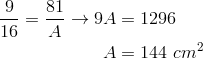 9/16 = 81/A → 9A = 1296
A = 144 cm²